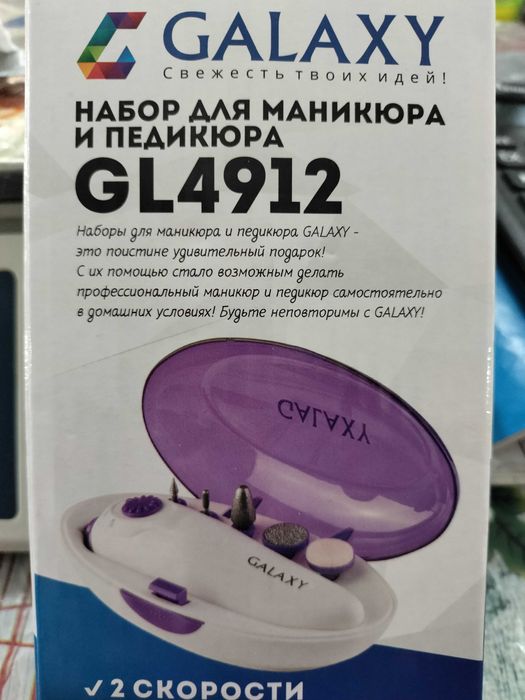 GALAXY
Свежесть твоих идей!
НАБОР ДЛЯ МАНИКЮРА
И ПЕДИКЮРА
GL4912
Наборы для маникюра и педикюра GALAXY -
это поистине удивительный подарок!
С их помощью стало возможным делать
профессиональный маникюр и педикюр самостоятельно
в домашних условиях! Будьте неповторимы с GALAXY!
GALAXY
GALAXY
✓ 2 СКОРОСТИ